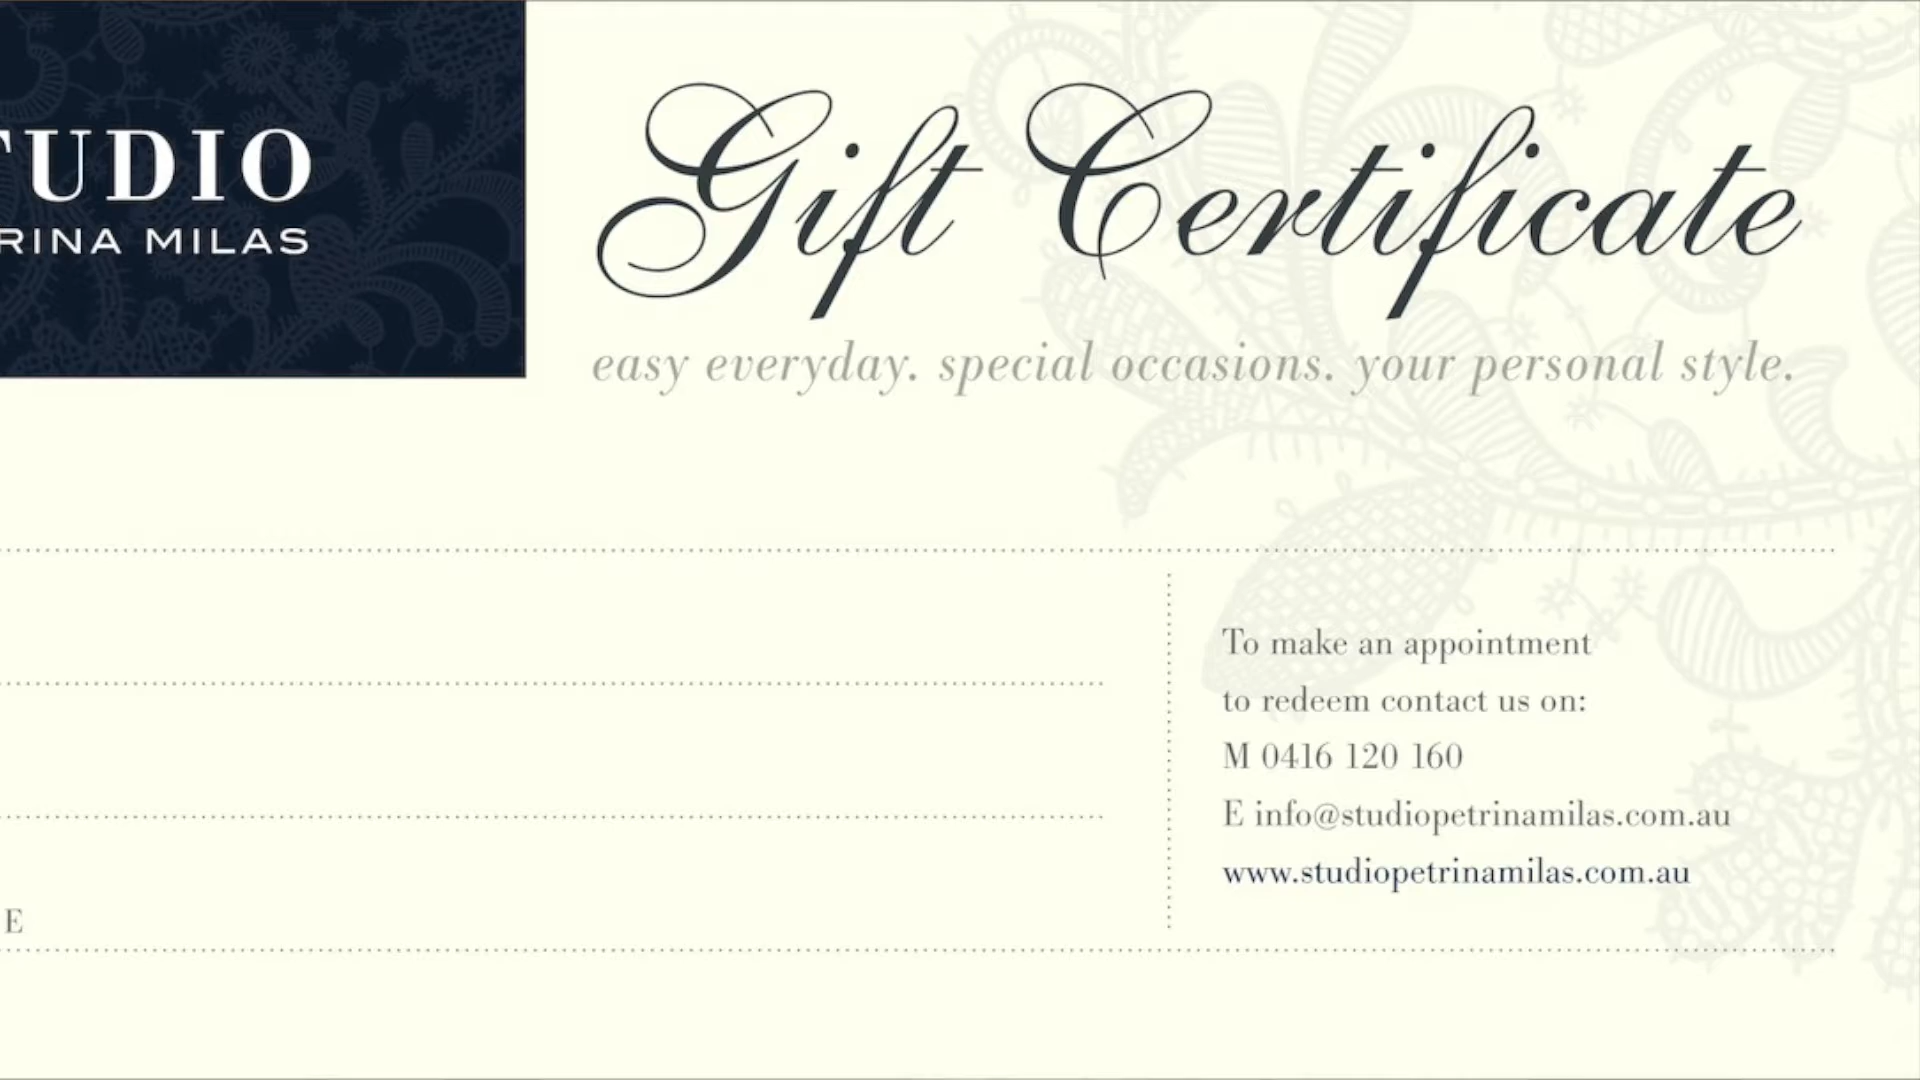 TUDIO
RINA MILAS
Gift Certificate
easy everyday. special occasions. your personal style.
To make an appointment
to redeem contact us on:
M 0416 120 160
E info@studiopetrinamilas.com.au
www.studiopetrinamilas.com.au
E